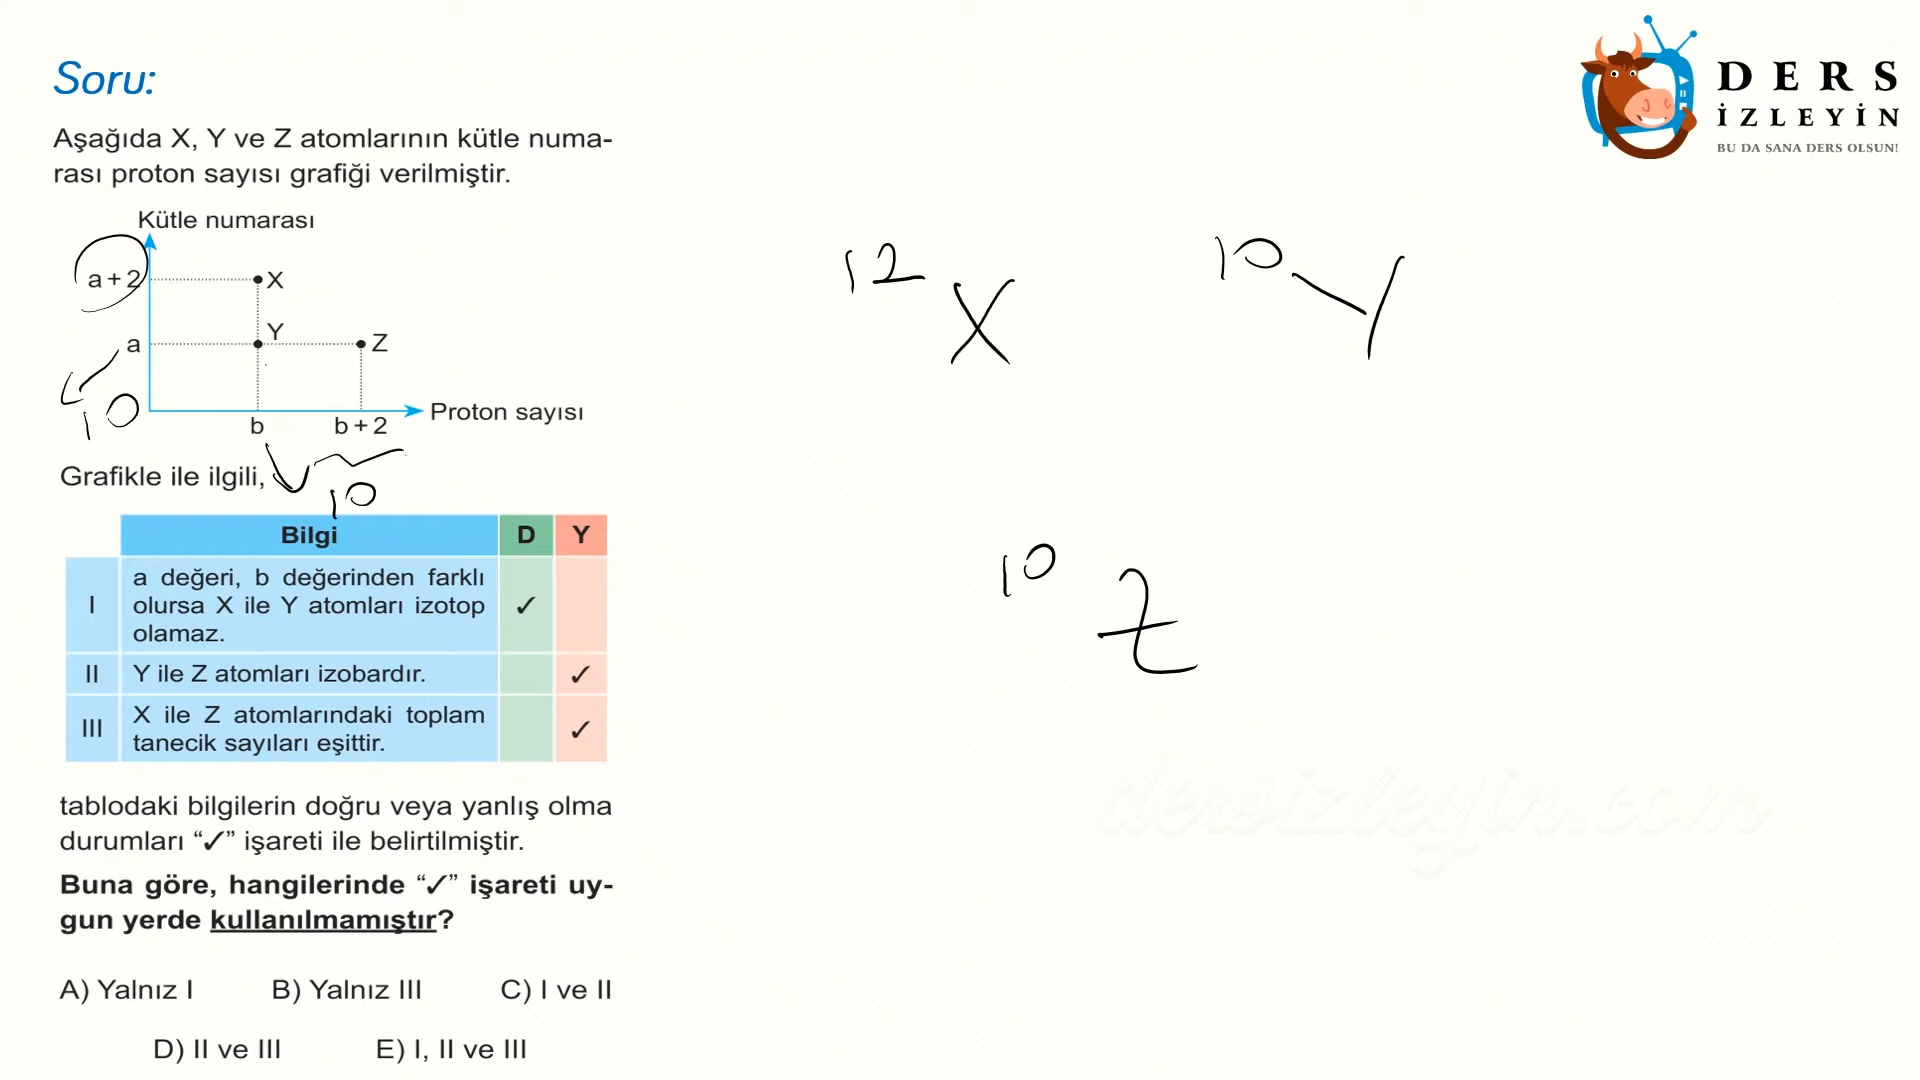 Soru:
Aşağıda X, Y ve Z atomlarının kütle numa-
rası proton sayısı grafiği verilmiştir.
Kütle numarası
a + 2
X
Y
a
Z
10
b
b + 2
Proton sayısı
Grafikle ile ilgili,
10
Bilgi D Y
I a değeri, b değerinden farklı
olursa X ile Y atomları izotop
olamaz. ✓
II Y ile Z atomları izobardır. ✓
III X ile Z atomlarındaki toplam
tanecik sayıları eşittir. ✓
tablodaki bilgilerin doğru veya yanlış olma
durumları “✓” işareti ile belirtilmiştir.
Buna göre, hangilerinde “✓” işareti uy-
gun yerde kullanılmamıştır?
A) Yalnız I B) Yalnız III C) I ve II
D) II ve III E) I, II ve III
12 X
10 Y
10 Z
DERS
İZLEYİN
BU DA SANA DERS OLSUN!
dersizleyin.com